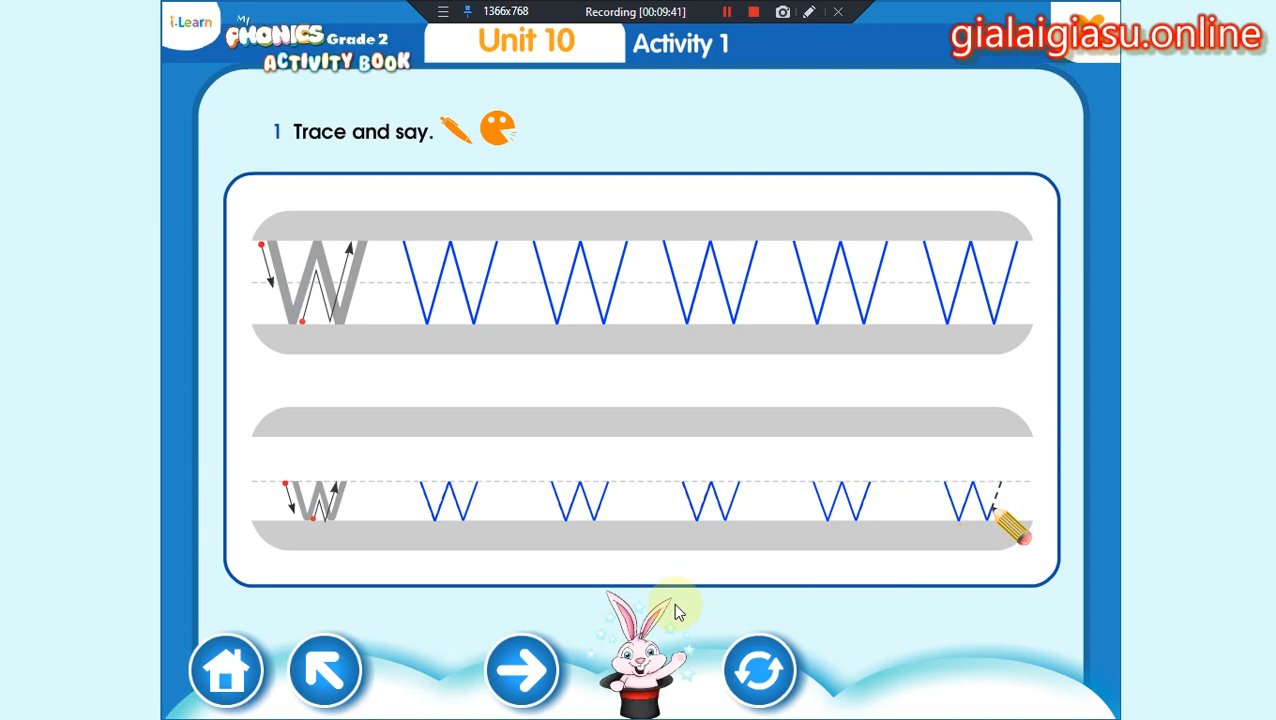 1366x768 Recording [00:09:41]
i-Learn
My
PHONICS Grade 2
ACTIVITY BOOK
Unit 10 Activity 1
gialaigiasu.online
1 Trace and say.
W W W W W W
w w w w w w